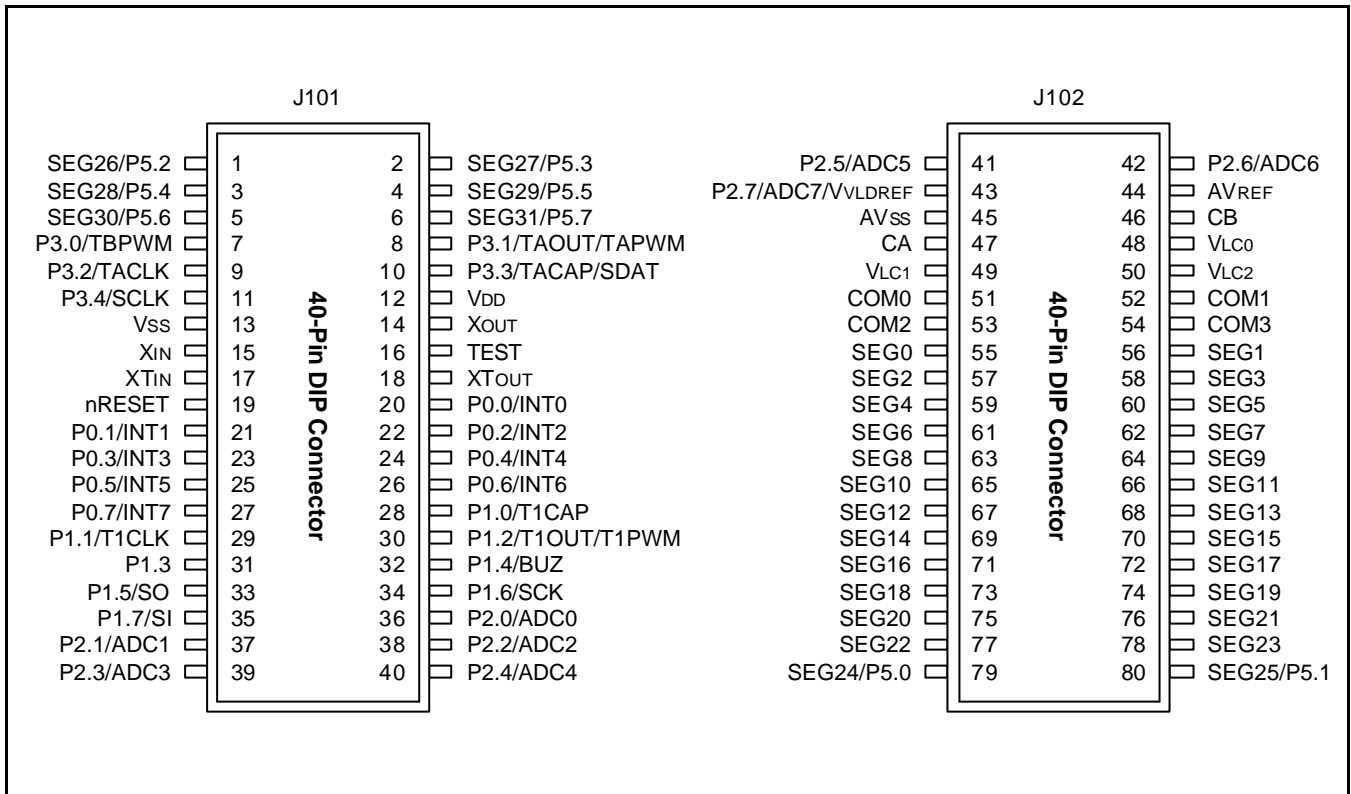 J101 J102
SEG26/P5.2 1 2 SEG27/P5.3 P2.5/ADC5 41 42 P2.6/ADC6
SEG28/P5.4 3 4 SEG29/P5.5 P2.7/ADC7/VVLDREF 43 44 AVREF
SEG30/P5.6 5 6 SEG31/P5.7 AVSS 45 46 CB
P3.0/TBPWM 7 8 P3.1/TAOUT/TAPWM CA 47 48 VLC0
P3.2/TACLK 9 10 P3.3/TACAP/SDAT VLC1 49 50 VLC2
P3.4/SCLK 11 12 VDD COM0 51 52 COM1
VSS 13 14 XOUT COM2 53 54 COM3
XIN 15 16 TEST SEG0 55 56 SEG1
XTIN 17 18 XTOUT SEG2 57 58 SEG3
nRESET 19 20 P0.0/INT0 SEG4 59 60 SEG5
P0.1/INT1 21 22 P0.2/INT2 SEG6 61 62 SEG7
P0.3/INT3 23 24 P0.4/INT4 SEG8 63 64 SEG9
P0.5/INT5 25 26 P0.6/INT6 SEG10 65 66 SEG11
P0.7/INT7 27 28 P1.0/T1CAP SEG12 67 68 SEG13
P1.1/T1CLK 29 30 P1.2/T1OUT/T1PWM SEG14 69 70 SEG15
P1.3 31 32 P1.4/BUZ SEG16 71 72 SEG17
P1.5/SO 33 34 P1.6/SCK SEG18 73 74 SEG19
P1.7/SI 35 36 P2.0/ADC0 SEG20 75 76 SEG21
P2.1/ADC1 37 38 P2.2/ADC2 SEG22 77 78 SEG23
P2.3/ADC3 39 40 P2.4/ADC4 SEG24/P5.0 79 80 SEG25/P5.1
40-Pin DIP Connector
40-Pin DIP Connector